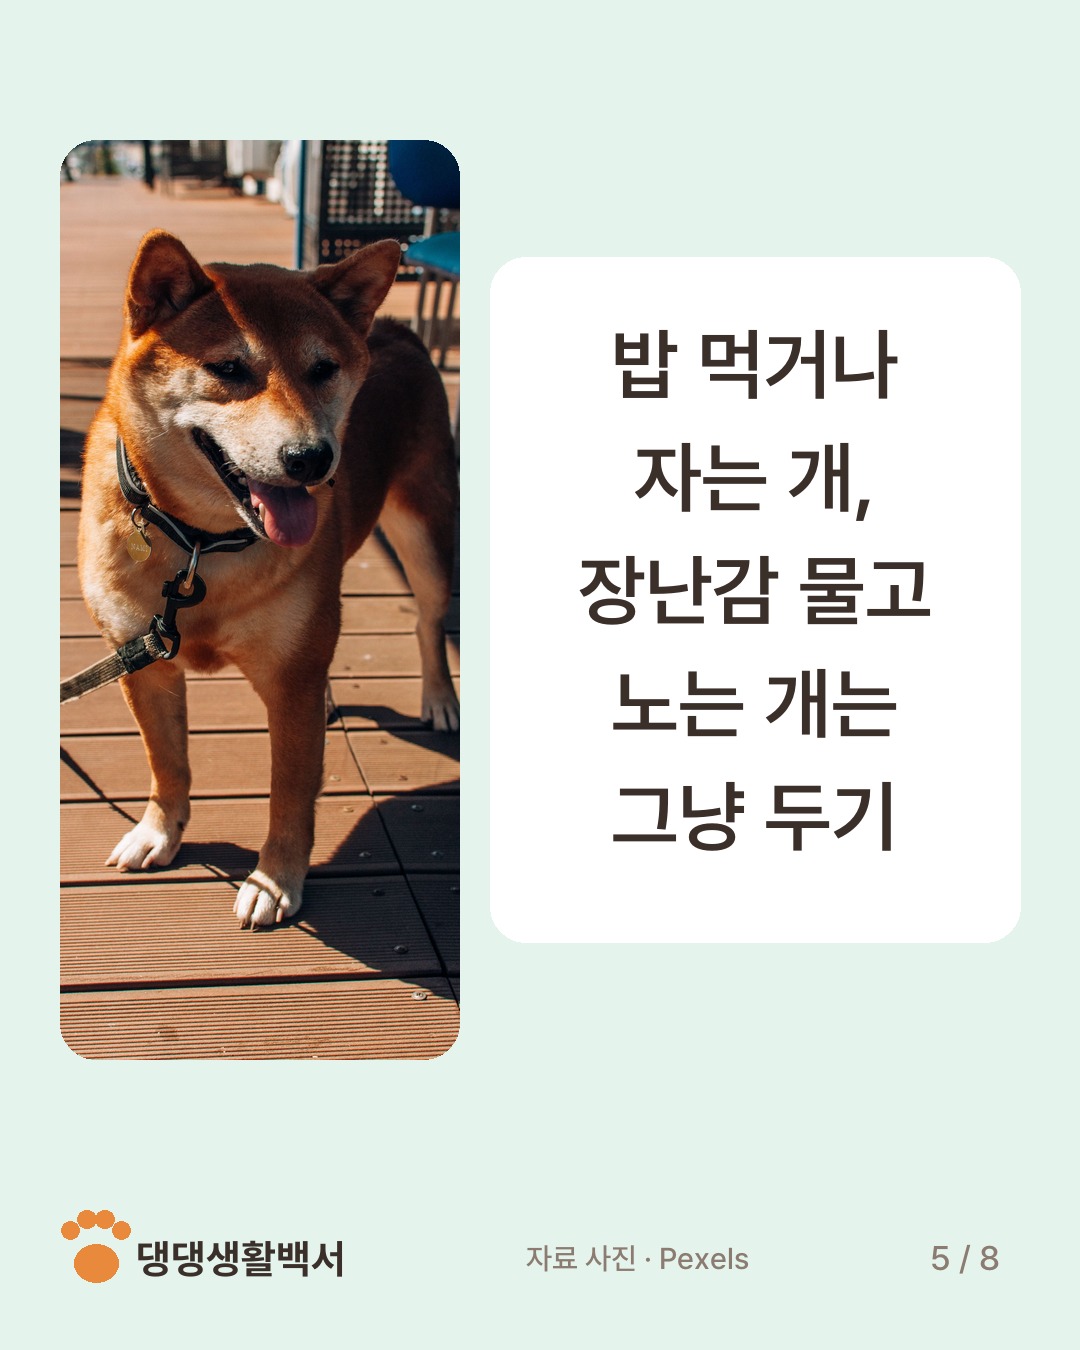 밥 먹거나
자는 개,
장난감 물고
노는 개는
그냥 두기
댕댕생활백서
자료 사진 · Pexels
5 / 8